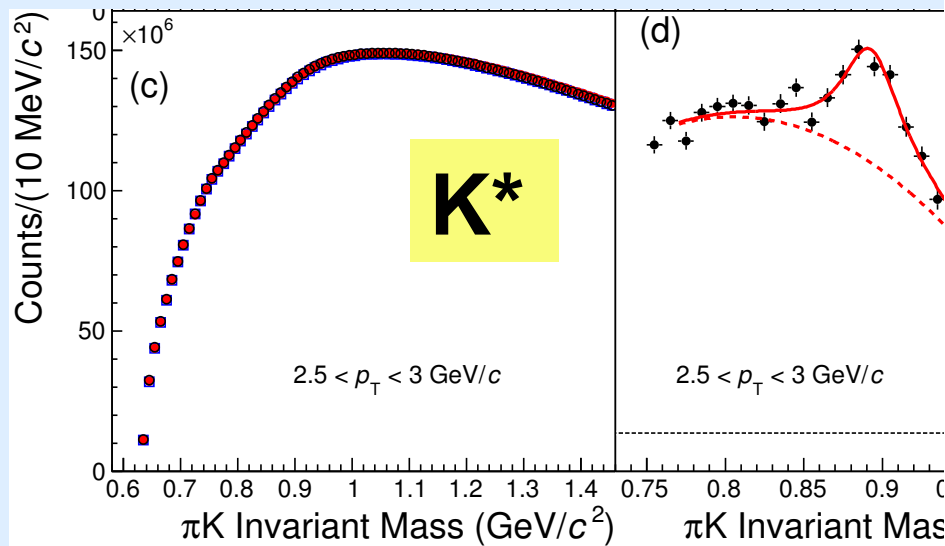 ×10⁶
(c)
(d)
150
100
50
0
Counts/(10 MeV/c²)
K*
2.5 < p_T < 3 GeV/c
2.5 < p_T < 3 GeV/c
0.6 0.7 0.8 0.9 1 1.1 1.2 1.3 1.4
0.75 0.8 0.85 0.9
πK Invariant Mass (GeV/c²)
πK Invariant Mas